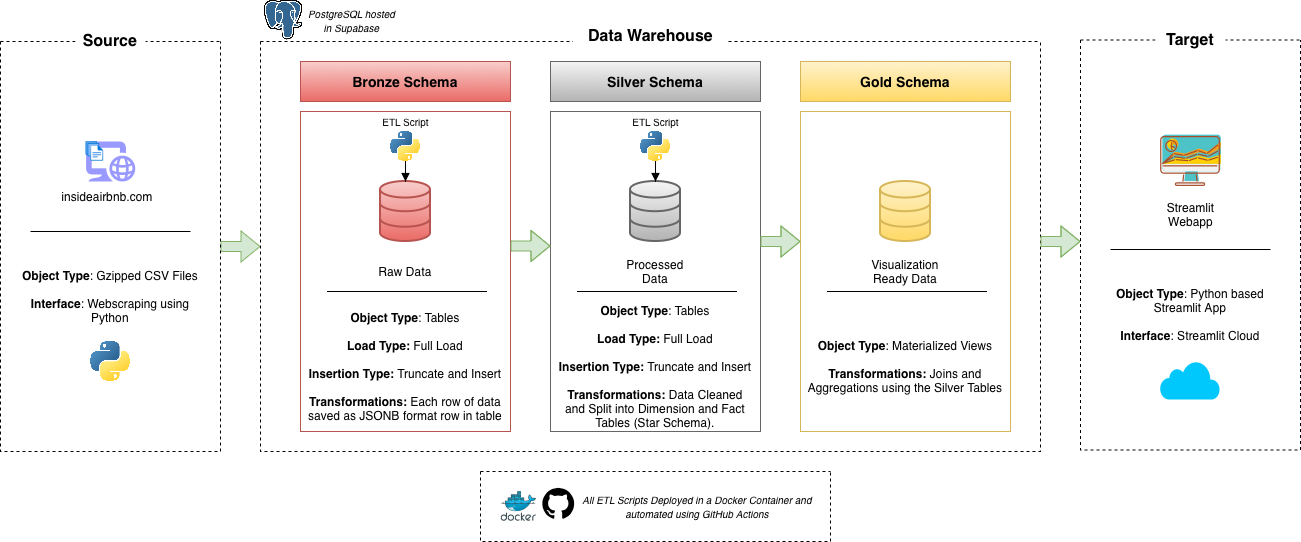 PostgreSQL hosted
in Supabase
Source
Data Warehouse
Target
insideairbnb.com
Object Type: Gzipped CSV Files
Interface: Webscraping using
Python
Bronze Schema
ETL Script
Raw Data
Object Type: Tables
Load Type: Full Load
Insertion Type: Truncate and Insert
Transformations: Each row of data
saved as JSONB format row in table
Silver Schema
ETL Script
Processed
Data
Object Type: Tables
Load Type: Full Load
Insertion Type: Truncate and Insert
Transformations: Data Cleaned
and Split into Dimension and Fact
Tables (Star Schema).
Gold Schema
Visualization
Ready Data
Object Type: Materialized Views
Transformations: Joins and
Aggregations using the Silver Tables
Streamlit
Webapp
Object Type: Python based
Streamlit App
Interface: Streamlit Cloud
docker
All ETL Scripts Deployed in a Docker Container and
automated using GitHub Actions